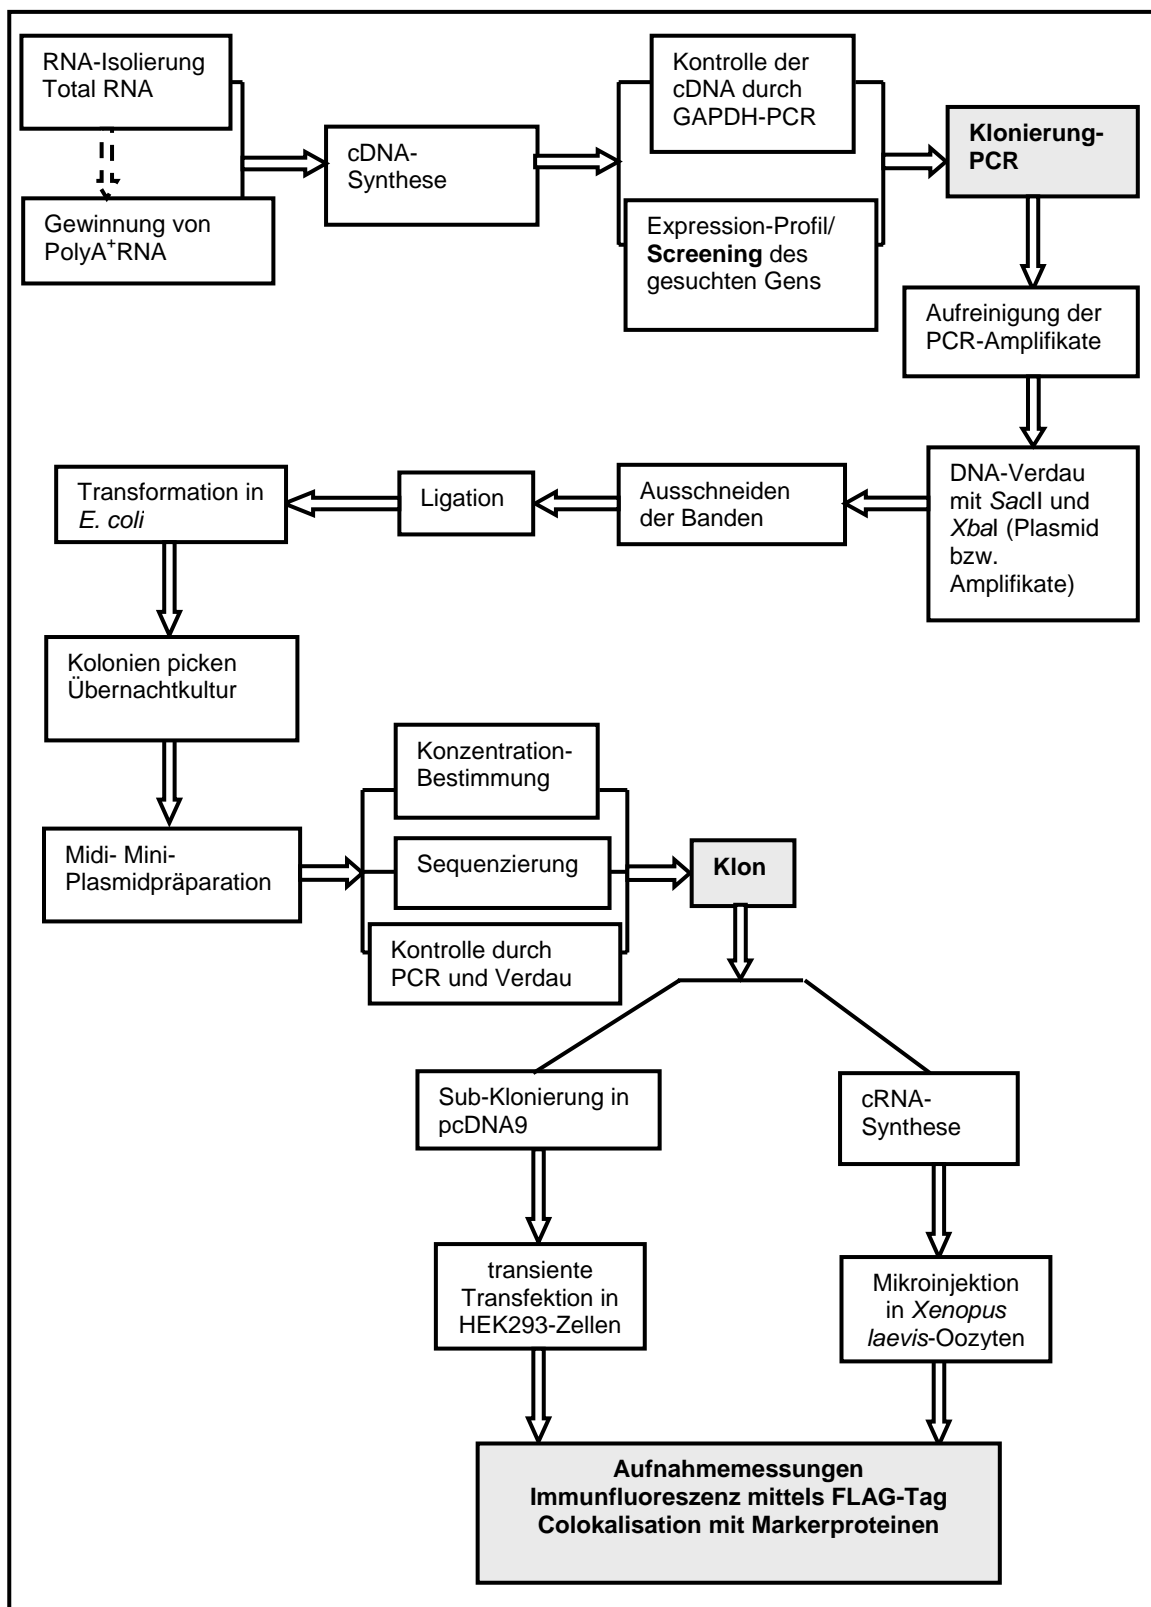 RNA-Isolierung
Total RNA
Gewinnung von
PolyA⁺RNA
cDNA-
Synthese
Kontrolle der
cDNA durch
GAPDH-PCR
Expression-Profil/
Screening des
gesuchten Gens
Klonierung-
PCR
Aufreinigung der
PCR-Amplifikate
DNA-Verdau
mit SacII und
XbaI (Plasmid
bzw.
Amplifikate)
Ausschneiden
der Banden
Ligation
Transformation in
E. coli
Kolonien picken
Übernachtkultur
Midi- Mini-
Plasmidpräparation
Konzentration-
Bestimmung
Sequenzierung
Kontrolle durch
PCR und Verdau
Klon
Sub-Klonierung in
pcDNA9
cRNA-
Synthese
transiente
Transfektion in
HEK293-Zellen
Mikroinjektion
in Xenopus
laevis-Oozyten
Aufnahmemessungen
Immunfluoreszenz mittels FLAG-Tag
Colokalisation mit Markerproteinen